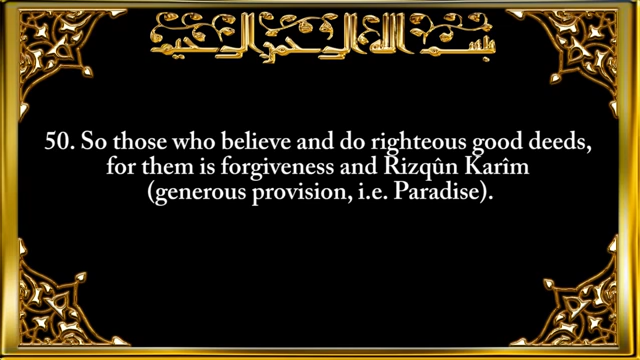 بسم الله الرحمن الرحيم
50. So those who believe and do righteous good deeds,
for them is forgiveness and Rizqûn Karîm
(generous provision, i.e. Paradise).